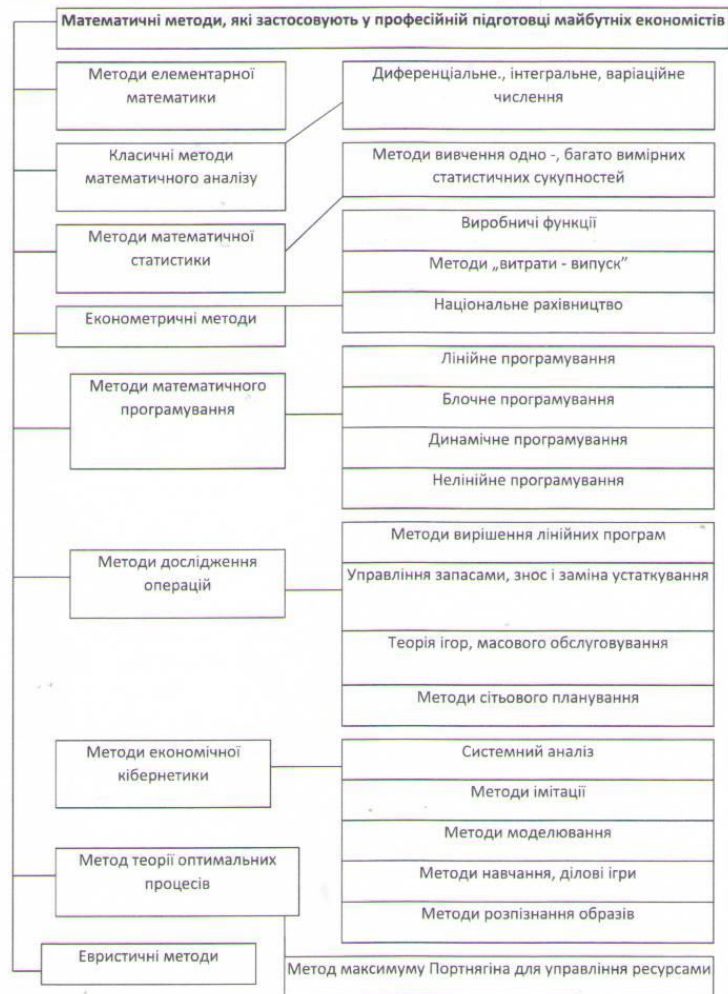 Математичні методи, які застосовують у професійній підготовці майбутніх економістів
Методи елементарної
математики
Диференціальне., інтегральне, варіаційне
числення
Класичні методи
математичного аналізу
Методи вивчення одно -, багато вимірних
статистичних сукупностей
Методи математичної
статистики
Виробничі функції
Методи „витрати - випуск”
Економетричні методи
Національне рахівництво
Методи математичного
програмування
Лінійне програмування
Блочне програмування
Динамічне програмування
Нелінійне програмування
Методи дослідження
операцій
Методи вирішення лінійних програм
Управління запасами, знос і заміна устаткування
Теорія ігор, масового обслуговування
Методи сітьового планування
Методи економічної
кібернетики
Системний аналіз
Методи імітації
Методи моделювання
Методи навчання, ділові ігри
Методи розпізнання образів
Метод теорії оптимальних
процесів
Евристичні методи
Метод максимуму Портнягіна для управління ресурсами